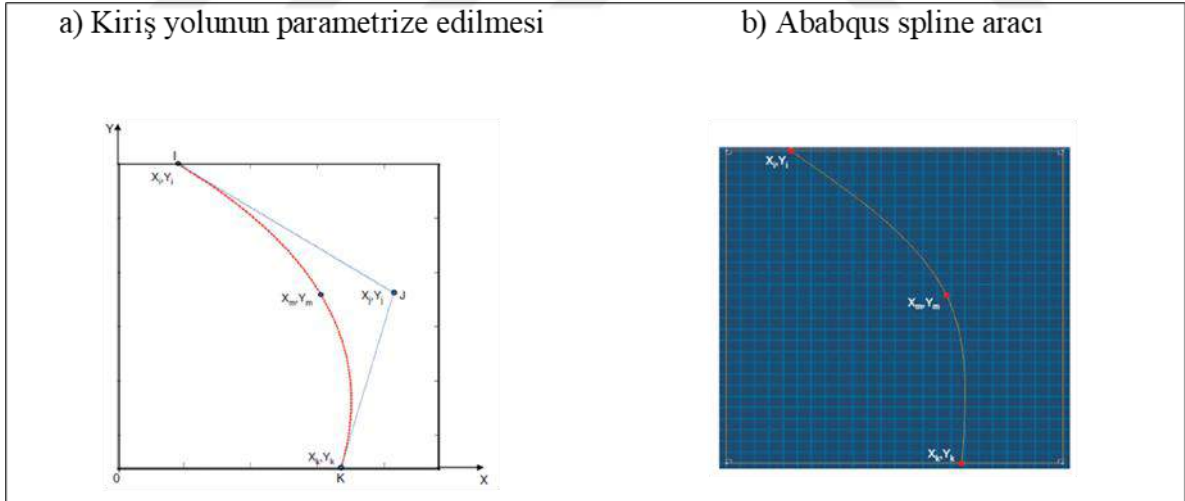 a) Kiriş yolunun parametrize edilmesi
b) Ababqus spline aracı
Y
I
Xi,Yi
Xm,Ym
Xj,Yj
J
Xk,Yk
0
K
X
Xi,Yi
Xm,Ym
Xk,Yk